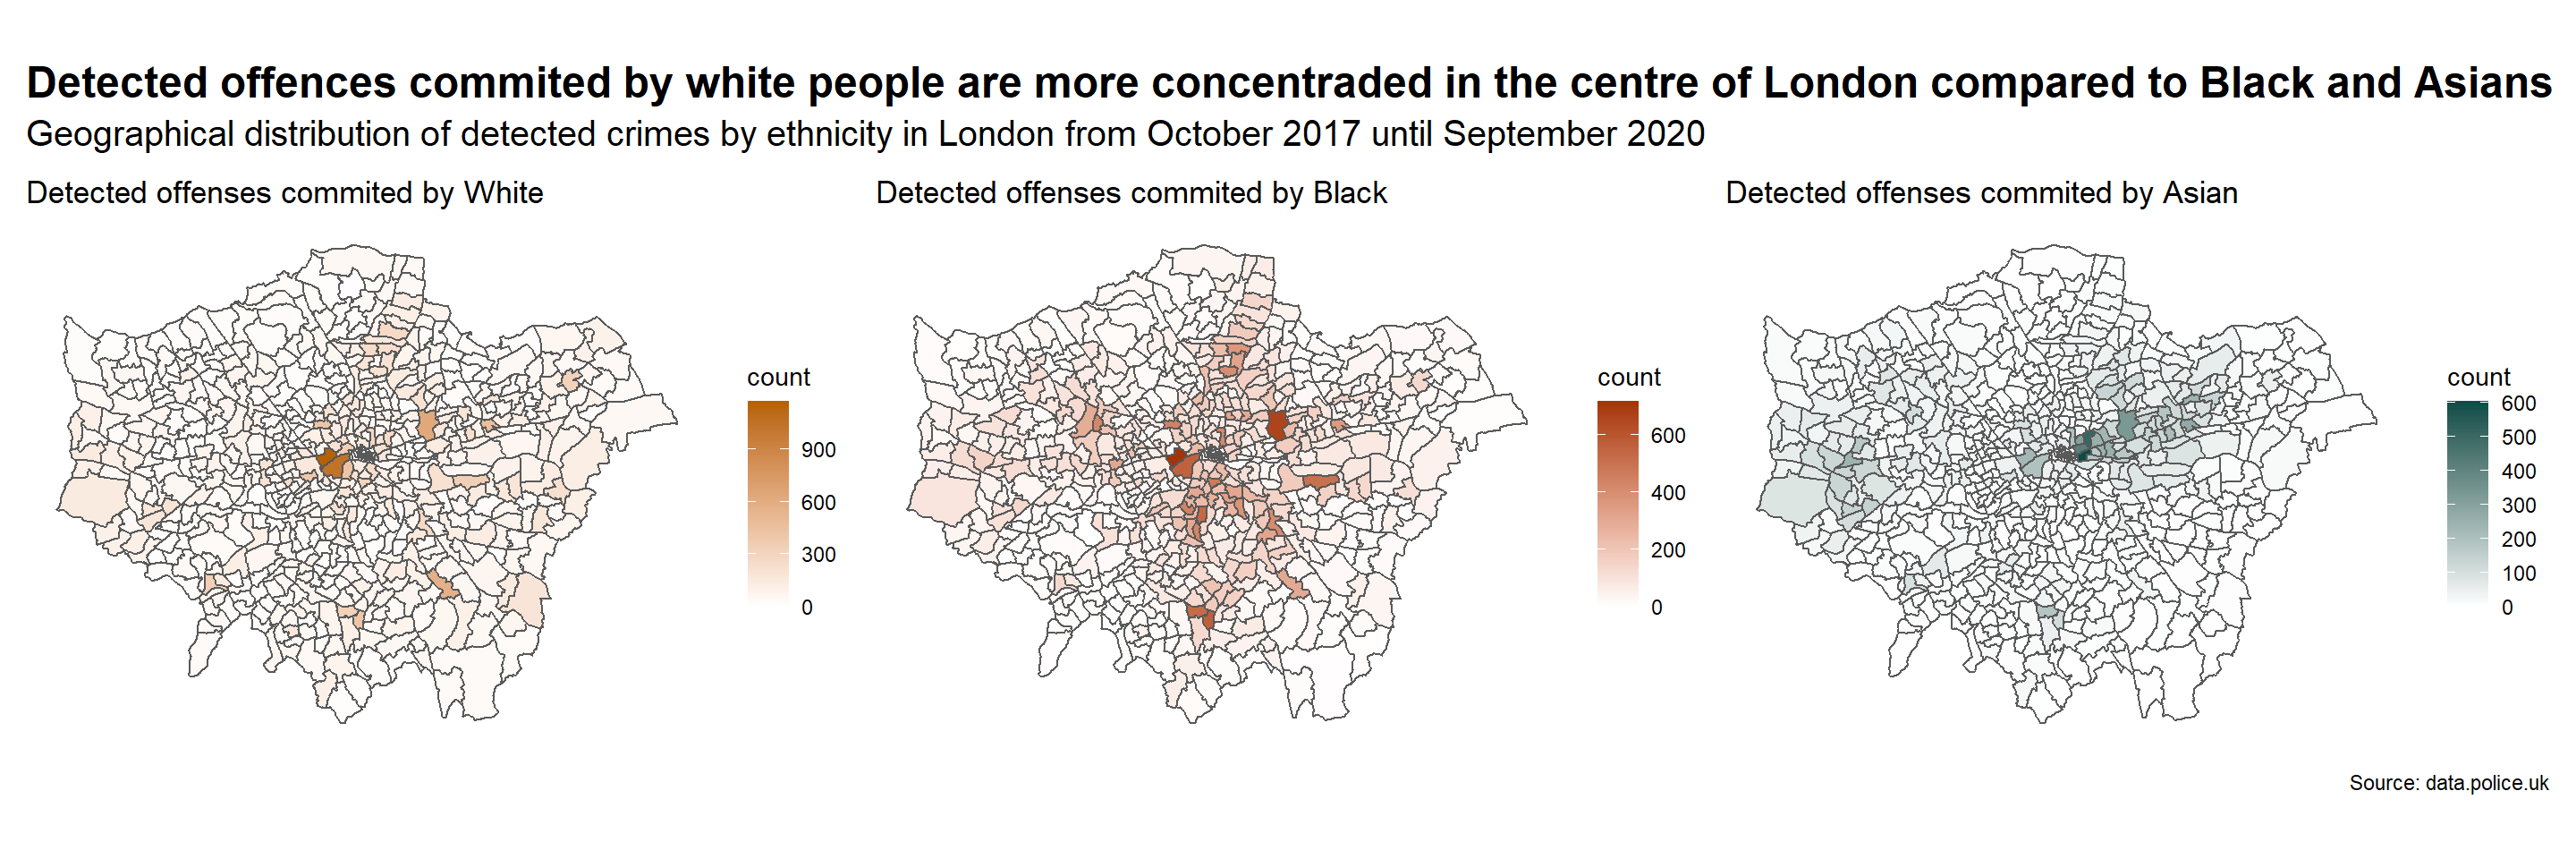 Detected offences commited by white people are more concentraded in the centre of London compared to Black and Asians
Geographical distribution of detected crimes by ethnicity in London from October 2017 until September 2020
Detected offenses commited by White
Detected offenses commited by Black
Detected offenses commited by Asian
count
900
600
300
0
count
600
400
200
0
count
600
500
400
300
200
100
0
Source: data.police.uk